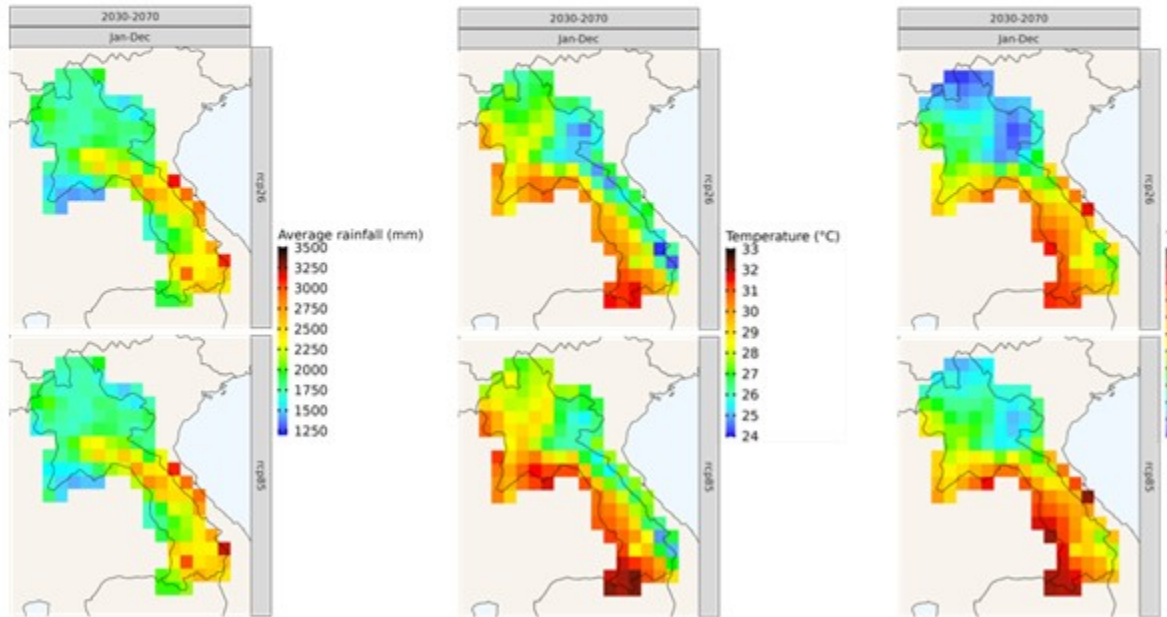 2030-2070
Jan-Dec
rcp26
rcp85
Average rainfall (mm)
3500
3250
3000
2750
2500
2250
2000
1750
1500
1250
2030-2070
Jan-Dec
rcp26
rcp85
Temperature (°C)
33
32
31
30
29
28
27
26
25
24
2030-2070
Jan-Dec
rcp26
rcp85